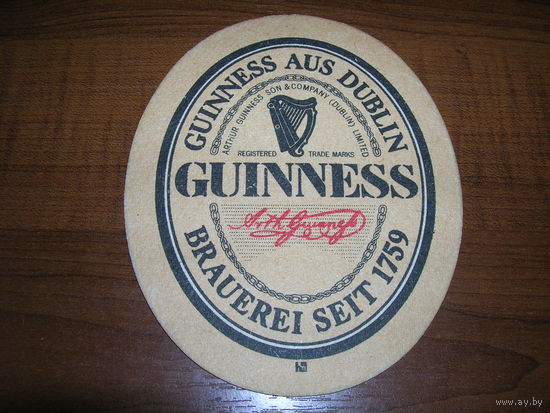 GUINNESS AUS DUBLIN
ARTHUR GUINNESS SON & COMPANY (DUBLIN) LIMITED
REGISTERED TRADE MARKS
GUINNESS
BRAUEREI SEIT 1759
www.ay.by